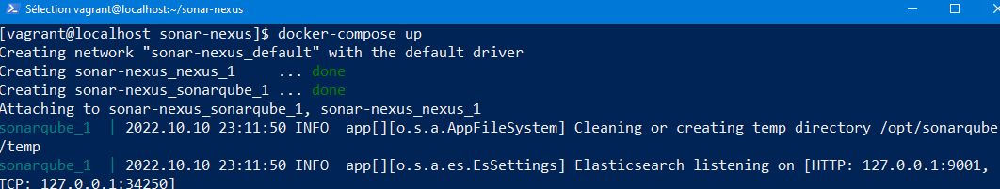 Sélection vagrant@localhost:~/sonar-nexus
[vagrant@localhost sonar-nexus]$ docker-compose up
Creating network "sonar-nexus_default" with the default driver
Creating sonar-nexus_nexus_1     ... done
Creating sonar-nexus_sonarqube_1 ... done
Attaching to sonar-nexus_sonarqube_1, sonar-nexus_nexus_1
sonarqube_1  | 2022.10.10 23:11:50 INFO  app[][o.s.a.AppFileSystem] Cleaning or creating temp directory /opt/sonarqube
/temp
sonarqube_1  | 2022.10.10 23:11:50 INFO  app[][o.s.a.es.EsSettings] Elasticsearch listening on [HTTP: 127.0.0.1:9001,
TCP: 127.0.0.1:34250]